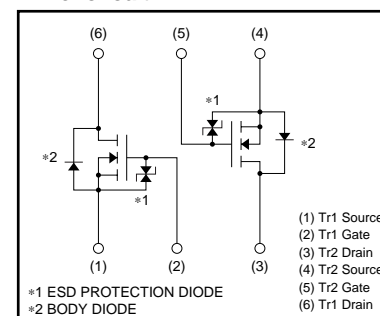 (6) (5) (4)
∗1
∗2 ∗2
∗1
(1) (2) (3)
(1) Tr1 Source
(2) Tr1 Gate
(3) Tr2 Drain
(4) Tr2 Source
(5) Tr2 Gate
(6) Tr1 Drain
∗1 ESD PROTECTION DIODE
∗2 BODY DIODE